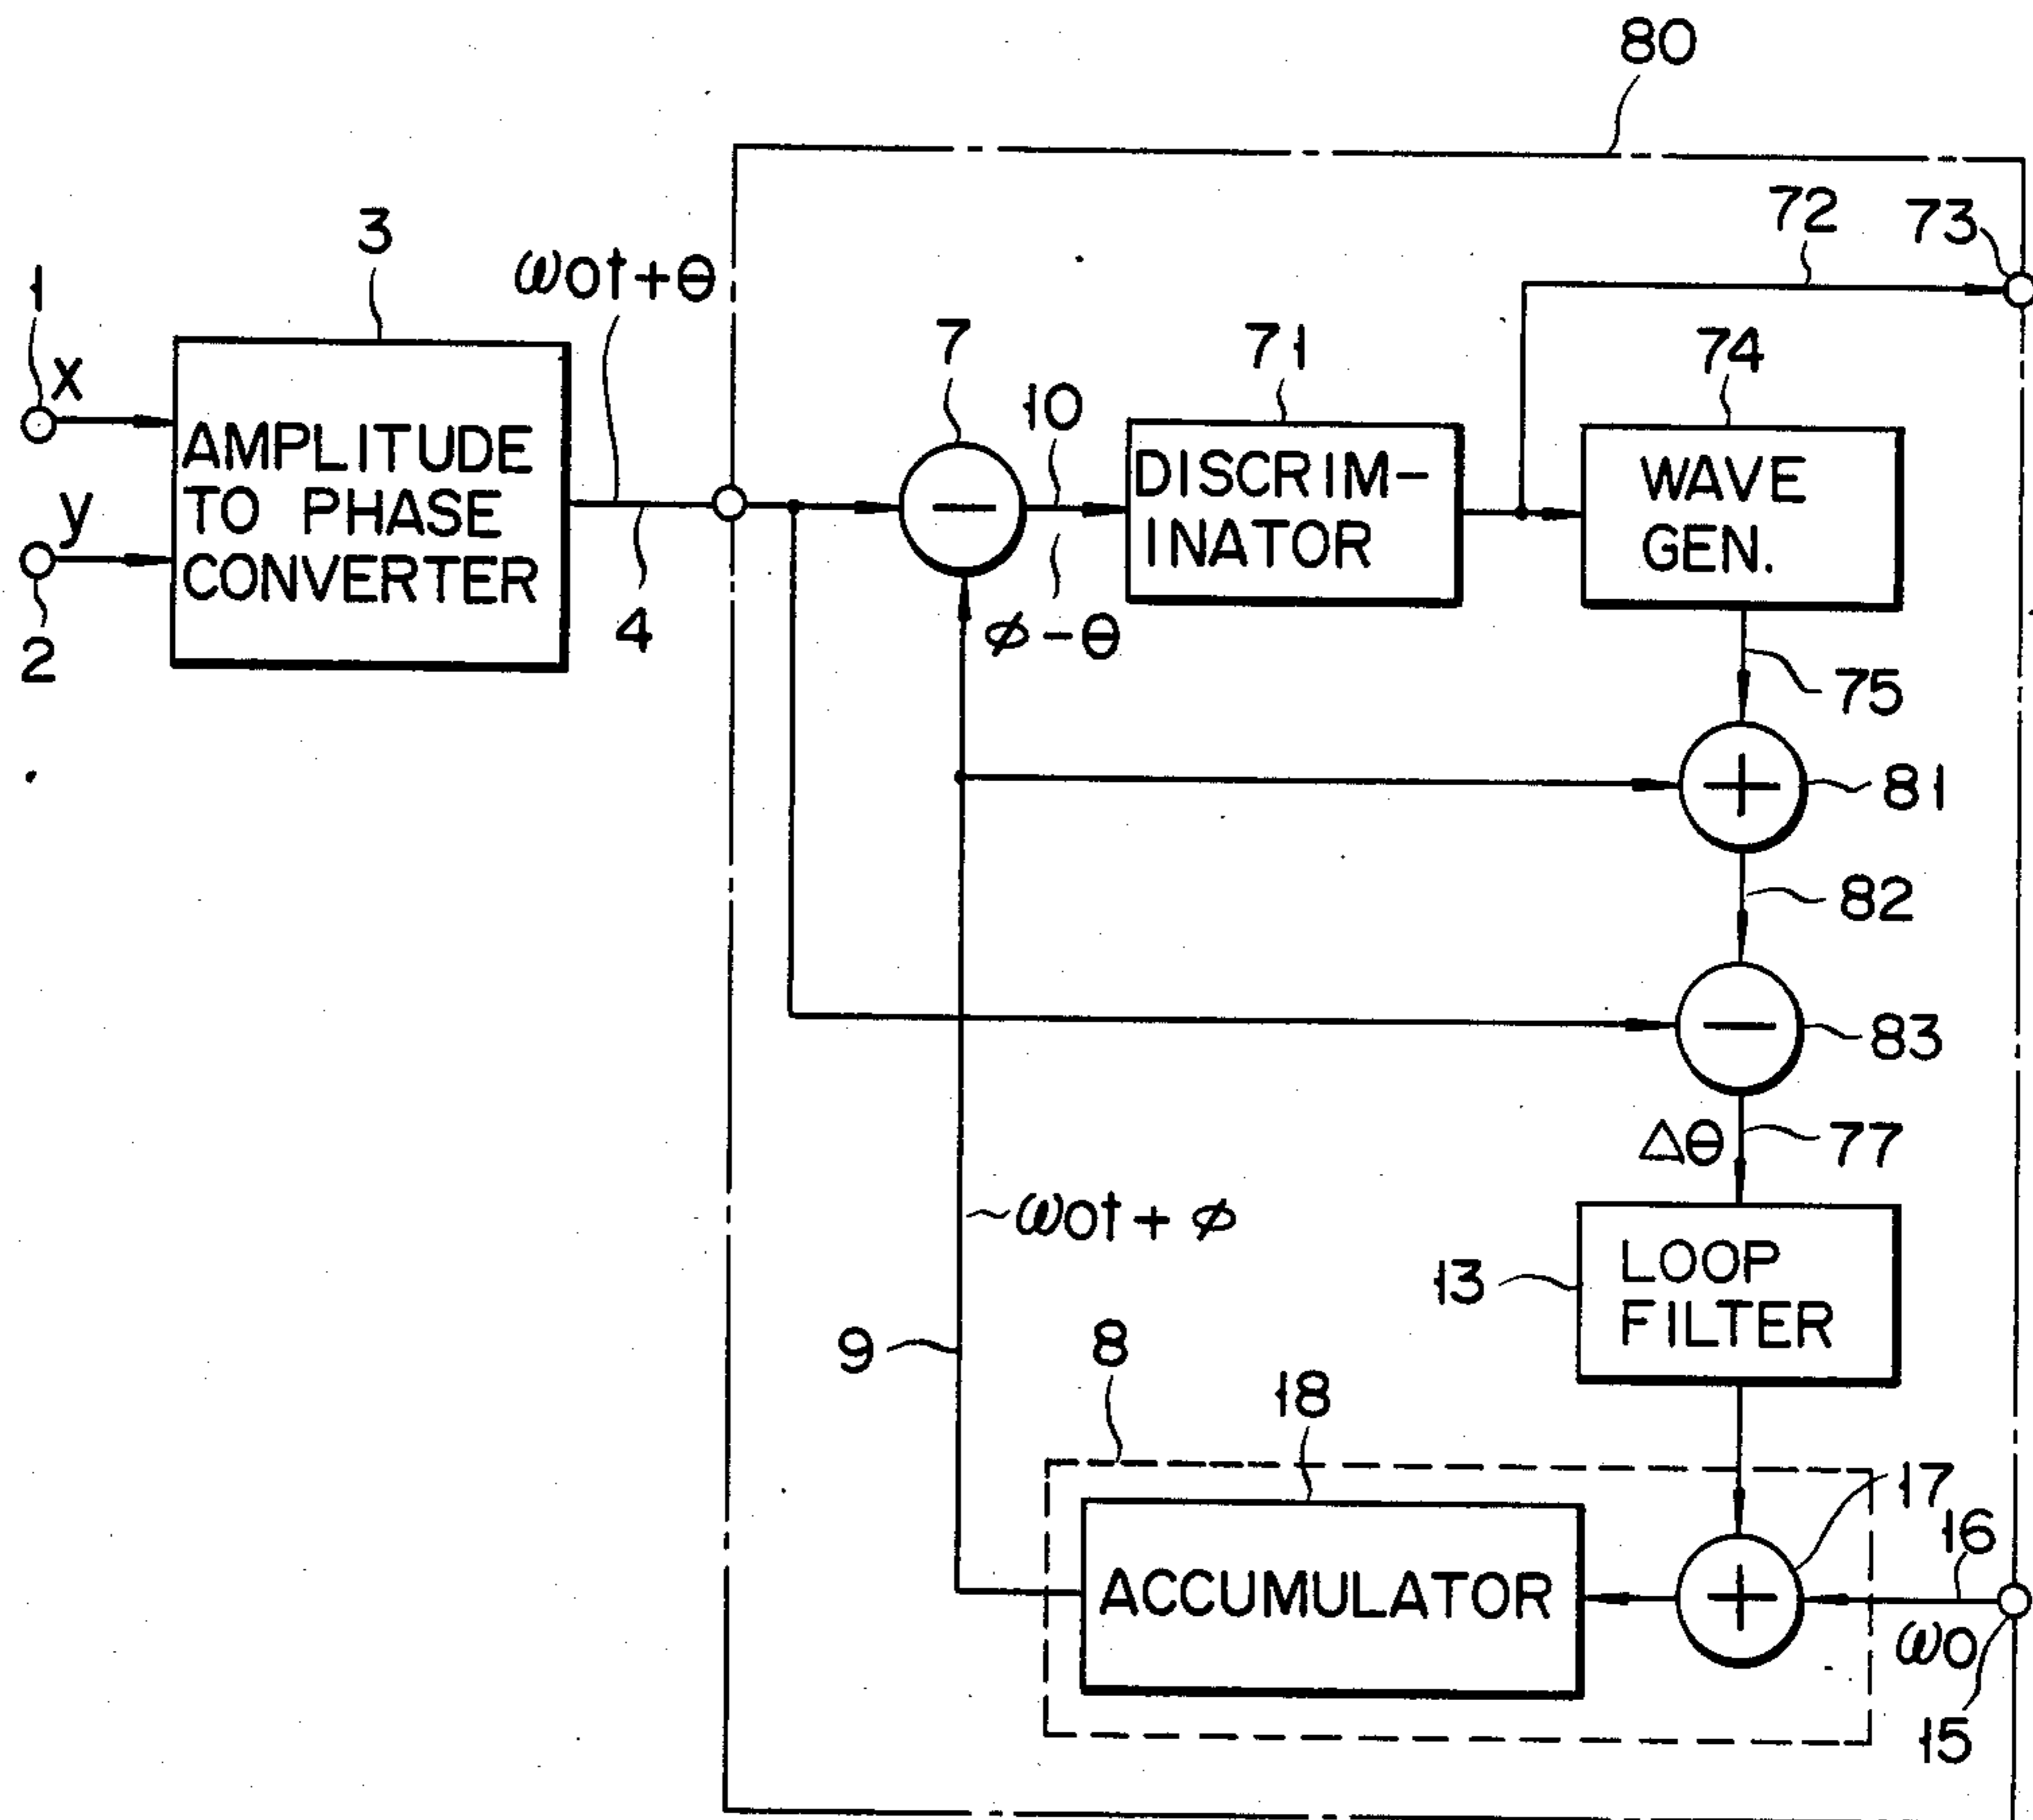 80
72
73
3
ωot+θ
1
x
7
10
71
74
AMPLITUDE
TO PHASE
CONVERTER
DISCRIM-
INATOR
WAVE
GEN.
y
2
4
ϕ-θ
75
81
82
83
Δθ
77
ωot + ϕ
LOOP
FILTER
13
9
8
18
17
16
ACCUMULATOR
ωo
15